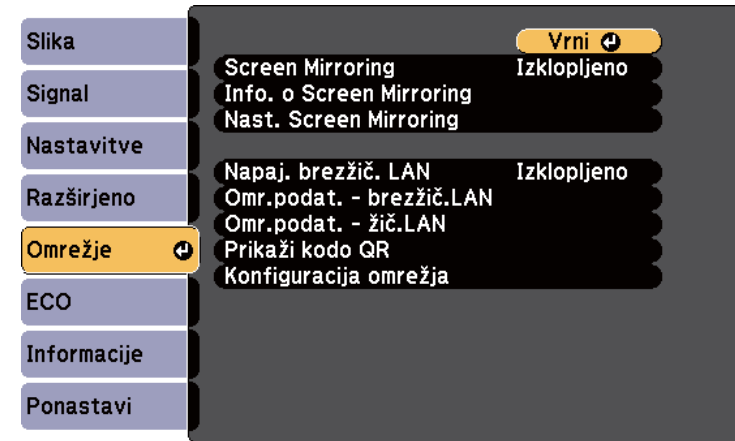 Slika
Signal
Nastavitve
Razširjeno
Omrežje
ECO
Informacije
Ponastavi
Vrni
Screen Mirroring Izklopljeno
Info. o Screen Mirroring
Nast. Screen Mirroring
Napaj. brezžič. LAN Izklopljeno
Omr.podat. - brezžič.LAN
Omr.podat. - žič.LAN
Prikaži kodo QR
Konfiguracija omrežja